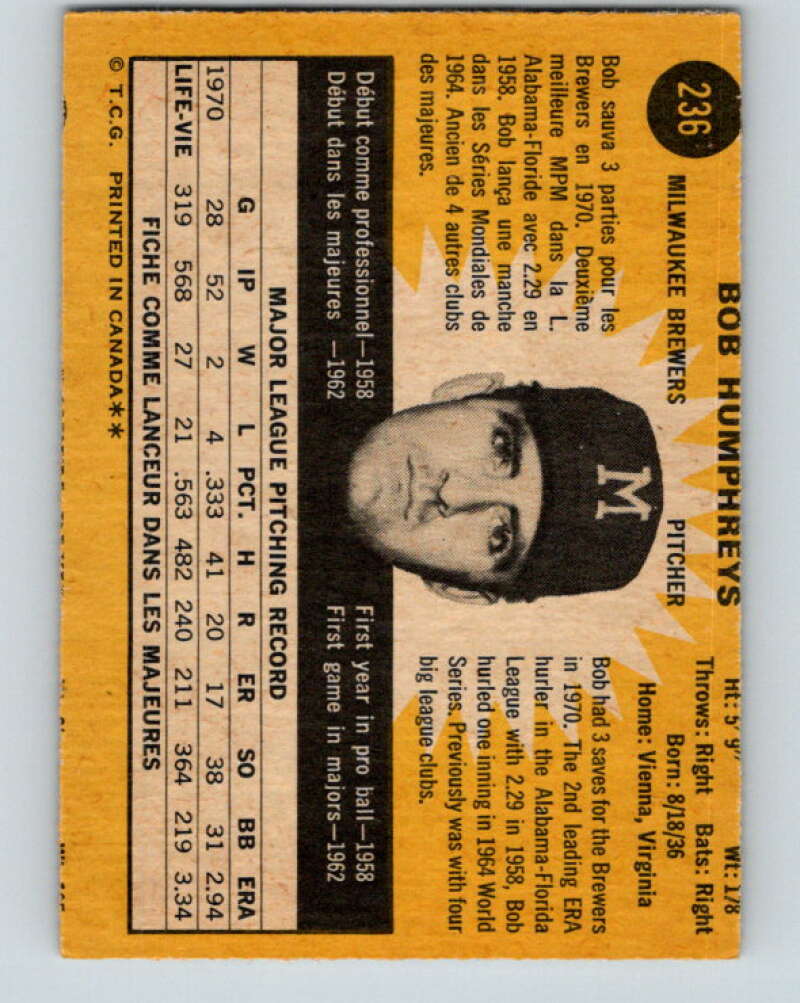 236
BOB HUMPHREYS
Ht: 5' 9" Wt: 178
Throws: Right Bats: Right
MILWAUKEE BREWERS PITCHER
Born: 8/18/36
Home: Vienna, Virginia
M
Bob sauva 3 parties pour les
Brewers en 1970. Deuxième
meilleure MPM dans la L.
Alabama-Floride avec 2.29 en
1958. Bob lança une manche
dans les Séries Mondiales de
1964. Ancien de 4 autres clubs
des majeures.
Bob had 3 saves for the Brewers
in 1970. The 2nd leading ERA
hurler in the Alabama-Florida
League with 2.29 in 1958, Bob
hurled one inning in 1964 World
Series. Previously was with four
big league clubs.
Début comme professionnel—1958
Début dans les majeures —1962
First year in pro ball—1958
First game in majors—1962
MAJOR LEAGUE PITCHING RECORD
G IP W L PCT. H R ER SO BB ERA
1970 28 52 2 4 .333 41 20 17 38 31 2.94
LIFE-VIE 319 568 27 21 .563 482 240 211 364 219 3.34
FICHE COMME LANCEUR DANS LES MAJEURES
© T.C.G. PRINTED IN CANADA**